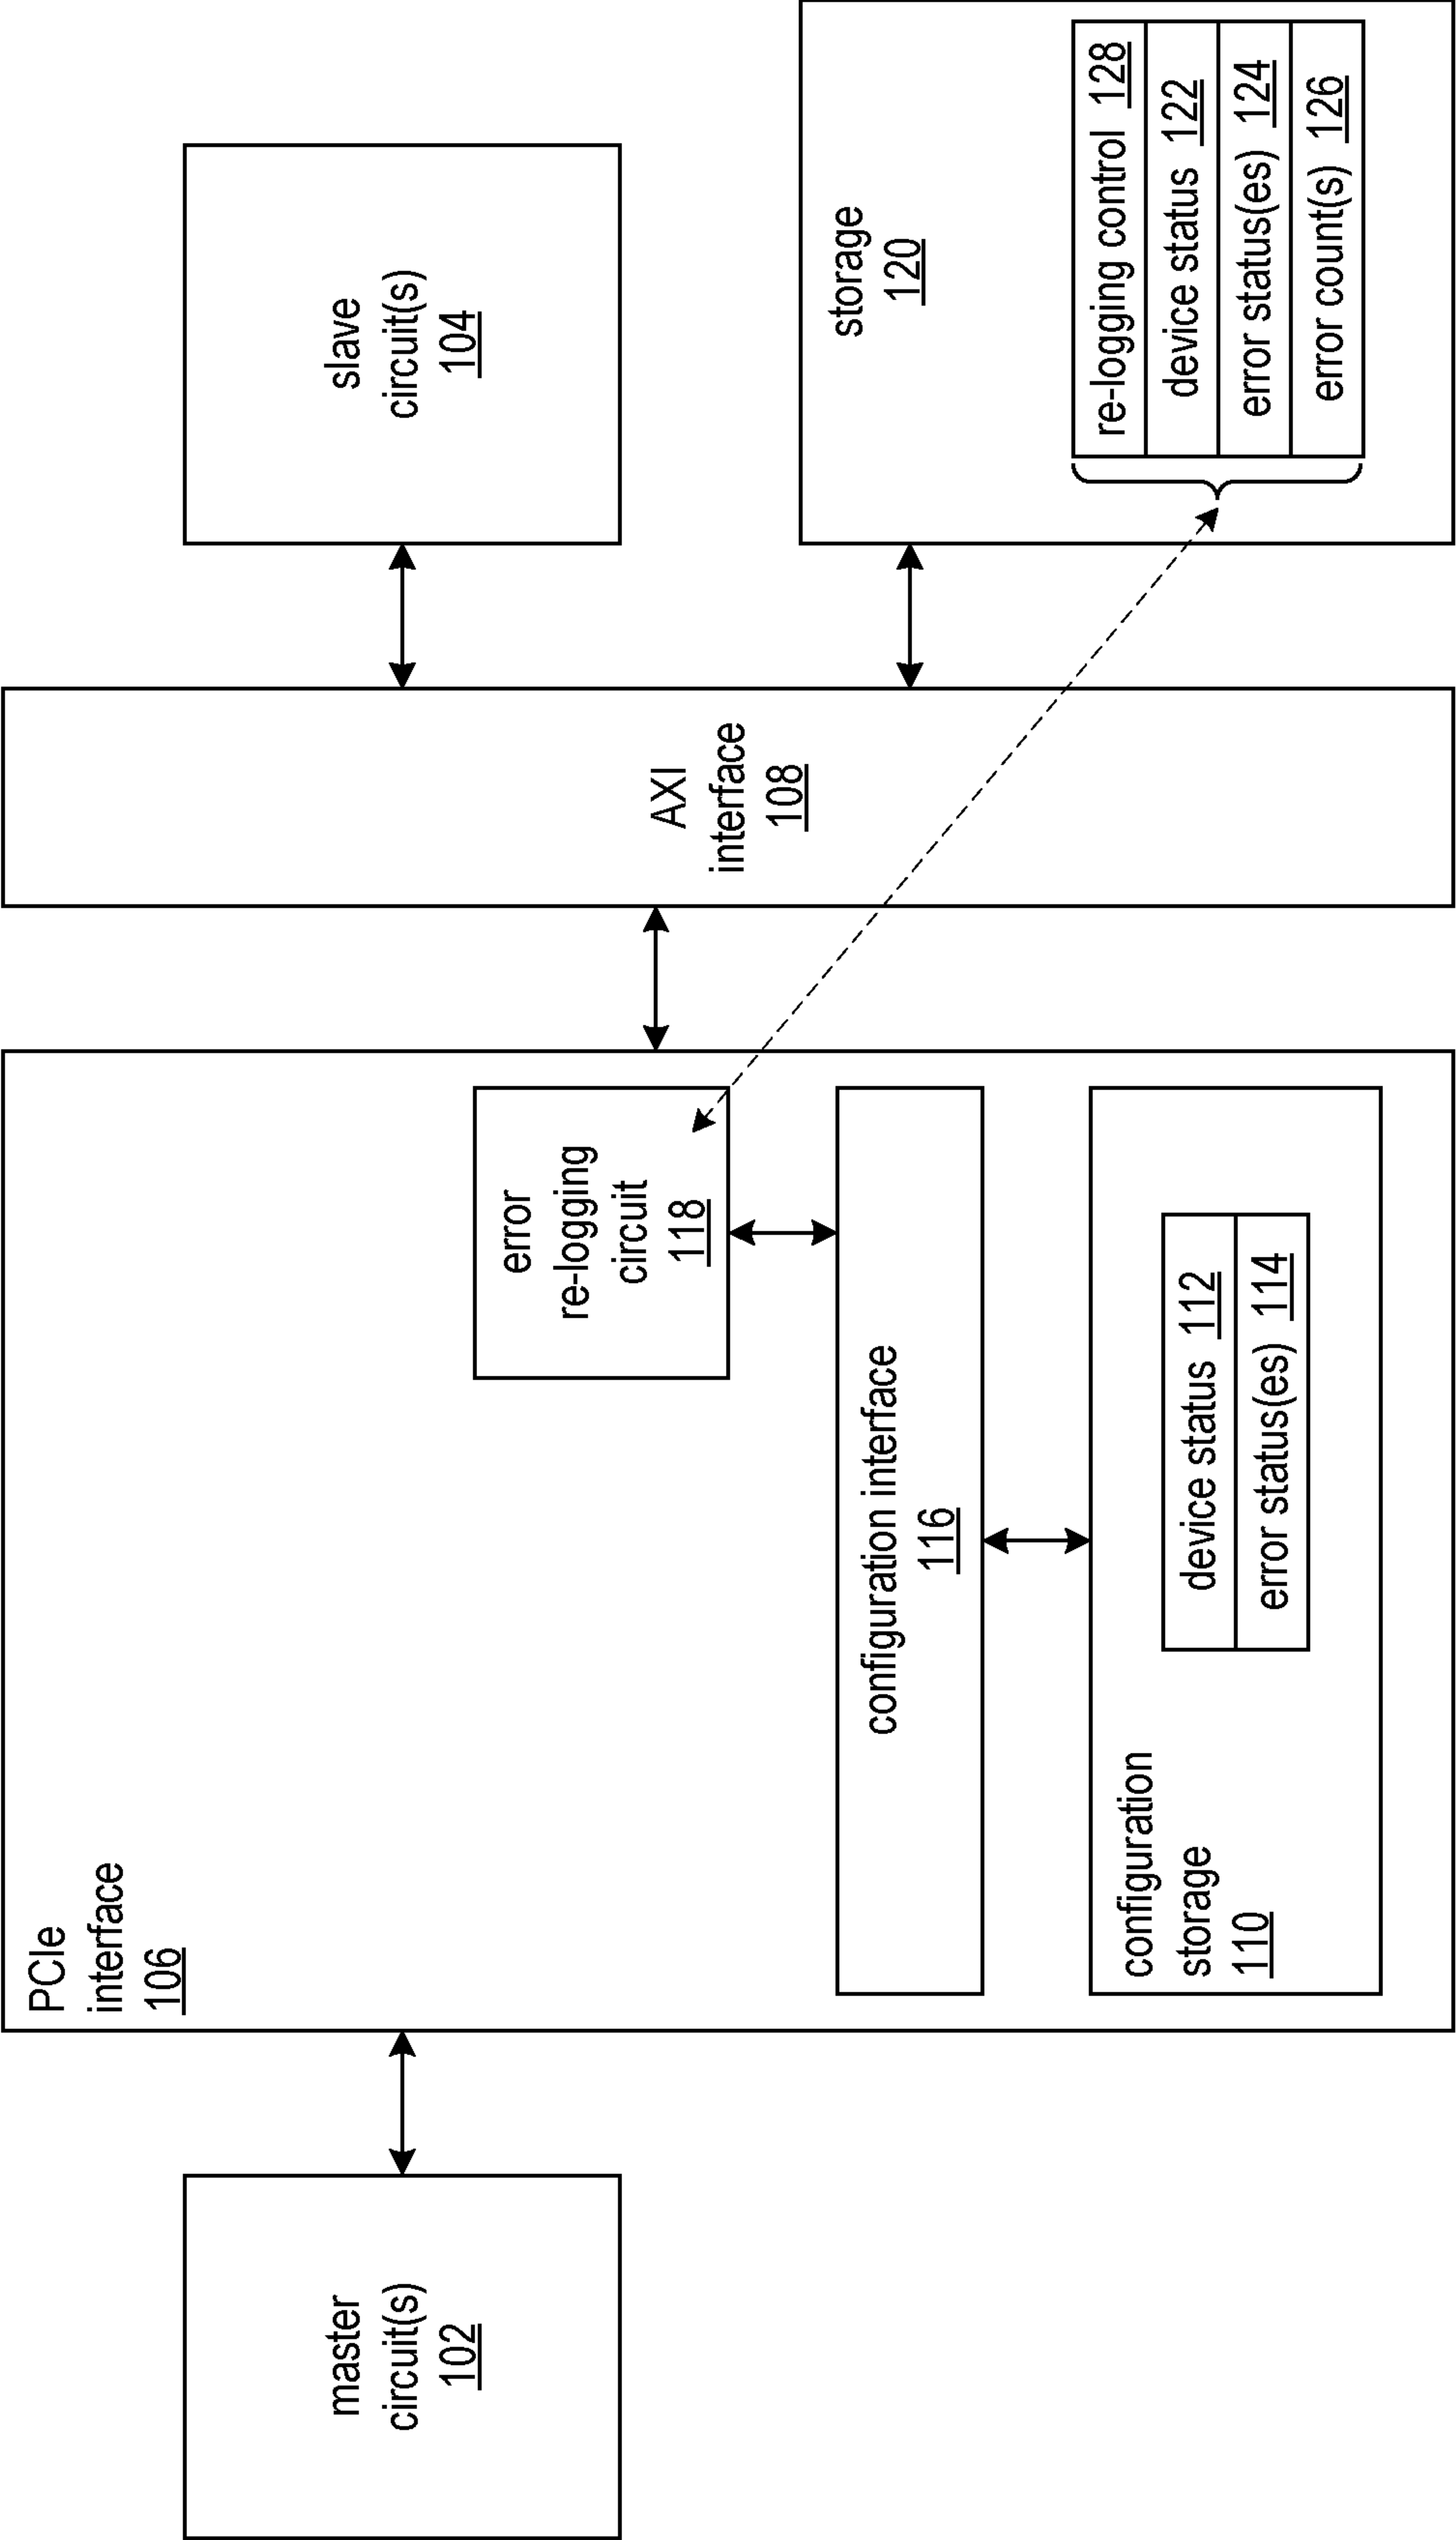 master
circuit(s)
102
PCIe
interface
106
error
re-logging
circuit
118
configuration interface
116
configuration
storage
110
device status 112
error status(es) 114
AXI
interface
108
slave
circuit(s)
104
storage
120
re-logging control 128
device status 122
error status(es) 124
error count(s) 126